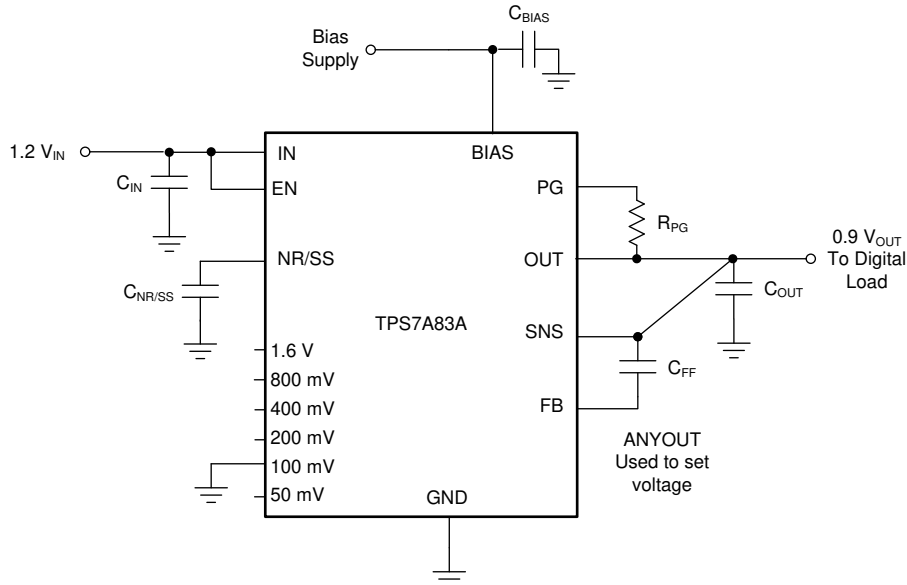 C_BIAS
Bias
Supply
1.2 V_IN
IN
BIAS
C_IN
EN
PG
R_PG
NR/SS
OUT
0.9 V_OUT
To Digital
Load
C_NR/SS
C_OUT
TPS7A83A
SNS
1.6 V
C_FF
800 mV
400 mV
FB
200 mV
ANYOUT
Used to set
voltage
100 mV
50 mV
GND